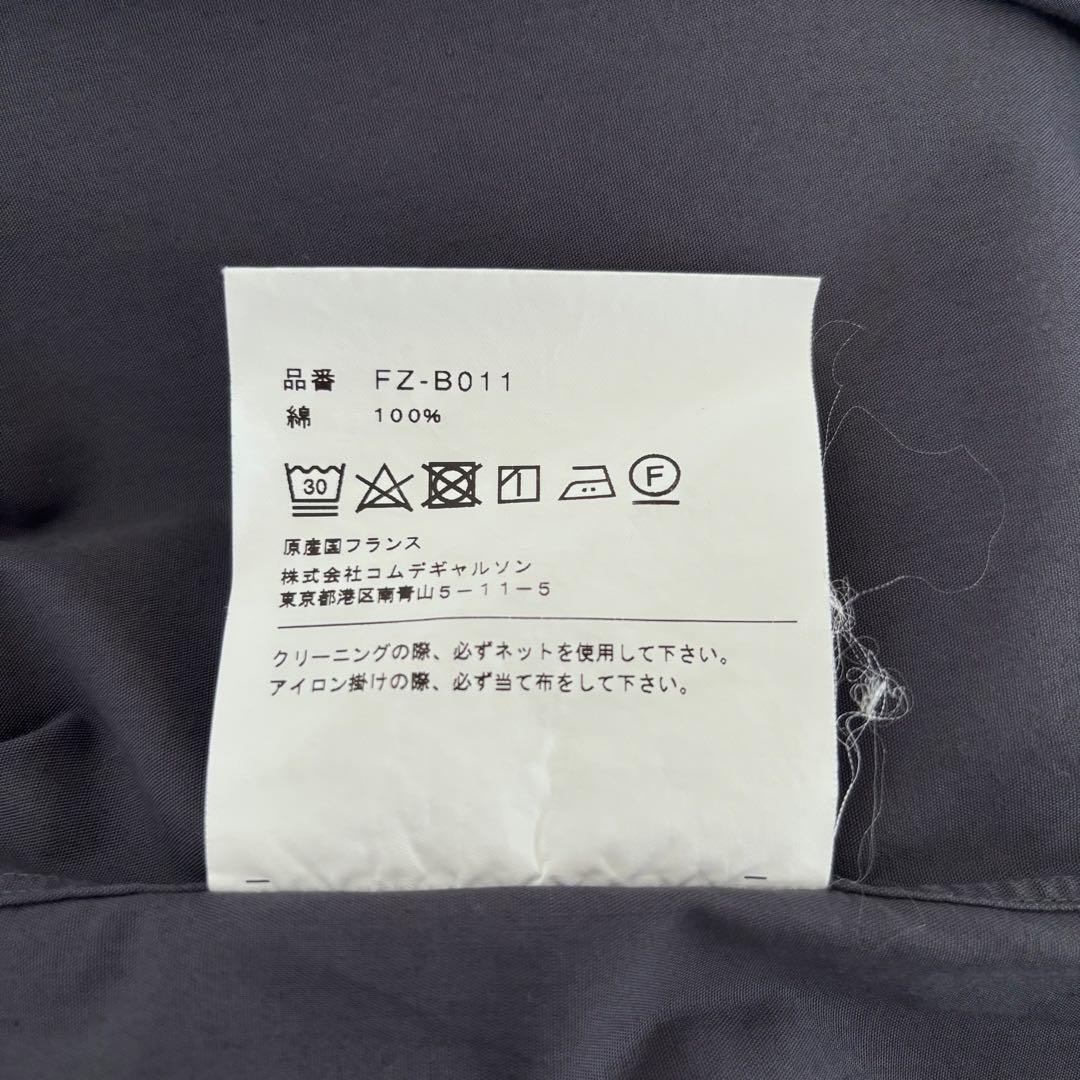 品番 FZ-B011
綿 100%
30 F
原産国フランス
株式会社コムデギャルソン
東京都港区南青山5-11-5
クリーニングの際、必ずネットを使用して下さい。
アイロン掛けの際、必ず当て布をして下さい。